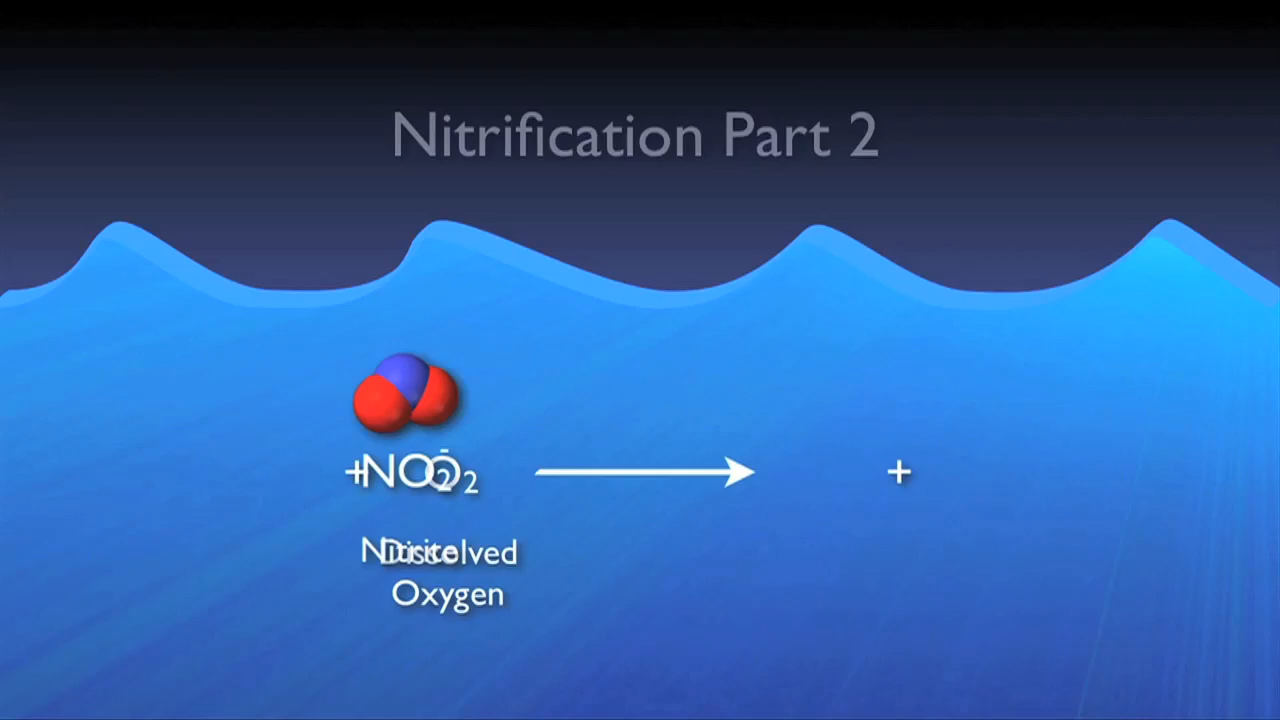 Nitrification Part 2
+ NO₂⁻ O₂ +
Nitrite Dissolved
Oxygen